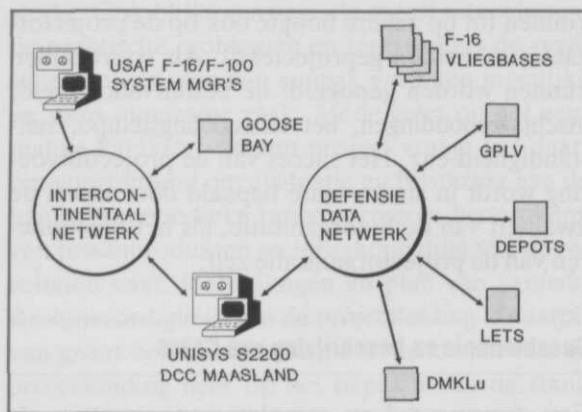 USAF F-16/F-100
SYSTEM MGR'S
GOOSE
BAY
INTERCON-
TINENTAAL
NETWERK
UNISYS S2200
DCC MAASLAND
F-16
VLIEGBASES
GPLV
DEFENSIE
DATA
NETWERK
DEPOTS
LETS
DMKLu